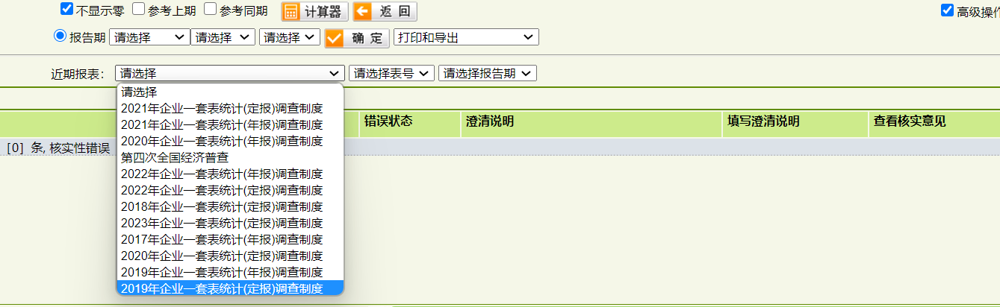 不显示零 参考上期 参考同期 计算器 返 回 高级操作
报告期 请选择 请选择 请选择 确 定 打印和导出
近期报表： 请选择 请选择表号 请选择报告期
请选择
2021年企业一套表统计(定报)调查制度
2021年企业一套表统计(年报)调查制度
错误状态 澄清说明 填写澄清说明 查看核实意见
2020年企业一套表统计(年报)调查制度
[0] 条, 核实性错误
第四次全国经济普查
2022年企业一套表统计(年报)调查制度
2022年企业一套表统计(定报)调查制度
2018年企业一套表统计(定报)调查制度
2023年企业一套表统计(定报)调查制度
2017年企业一套表统计(年报)调查制度
2020年企业一套表统计(定报)调查制度
2019年企业一套表统计(年报)调查制度
2019年企业一套表统计(定报)调查制度